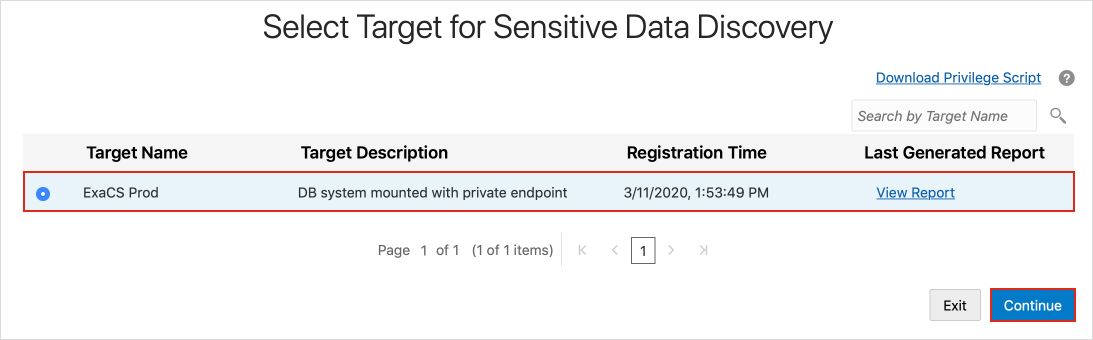 Select Target for Sensitive Data Discovery
Download Privilege Script ?
Search by Target Name
Target Name Target Description Registration Time Last Generated Report
ExaCS Prod DB system mounted with private endpoint 3/11/2020, 1:53:49 PM View Report
Page 1 of 1 (1 of 1 items) 1
Exit Continue